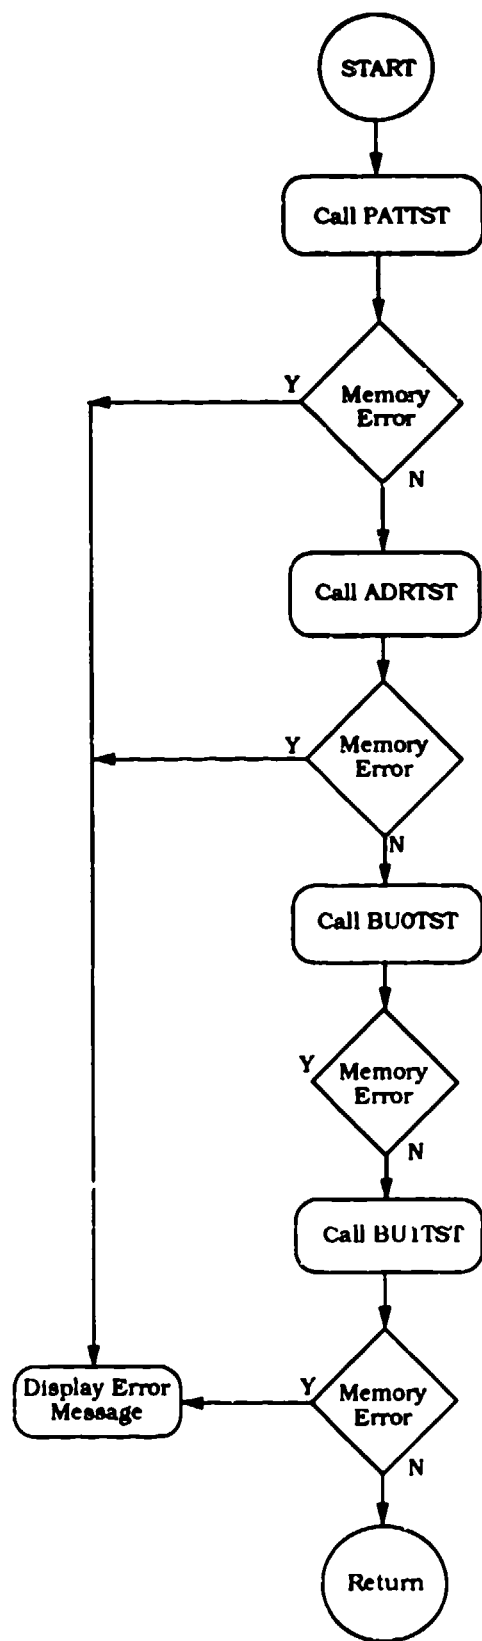 START
Call PATTST
Y
Memory
Error
N
Call ADRTST
Y
Memory
Error
N
Call BU0TST
Y
Memory
Error
N
Call BU1TST
Display Error
Message
Y
Memory
Error
N
Return